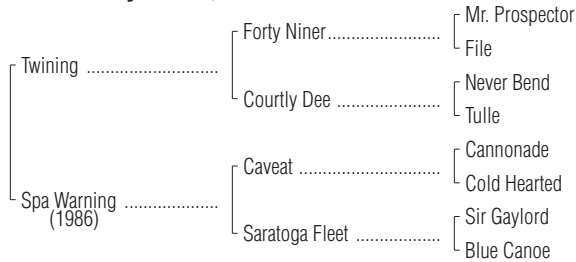 Mr. Prospector
Forty Niner.......................
File
Twining ...........................
Never Bend
Courtly Dee .....................
Tulle
Cannonade
Caveat .............................
Cold Hearted
Spa Warning ...................
(1986)
Sir Gaylord
Saratoga Fleet .................
Blue Canoe